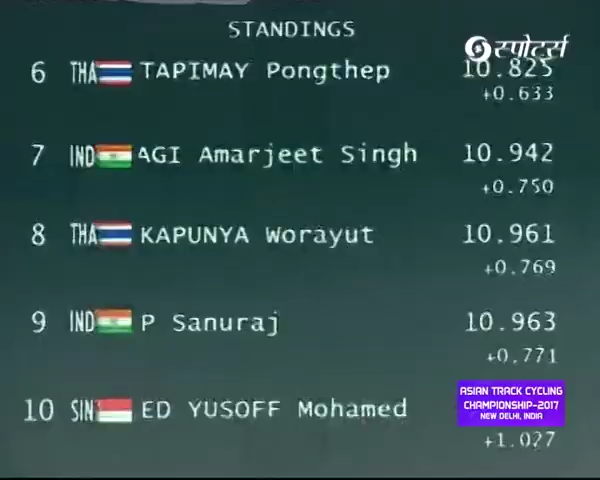 STANDINGS
स्पोर्ट्स
6 THA TAPIMAY Pongthep 10.825
+0.633
7 IND AGI Amarjeet Singh 10.942
+0.750
8 THA KAPUNYA Worayut 10.961
+0.769
9 IND P Sanuraj 10.963
+0.771
10 SIN ED YUSOFF Mohamed
ASIAN TRACK CYCLING
CHAMPIONSHIP-2017
NEW DELHI, INDIA
+1.027